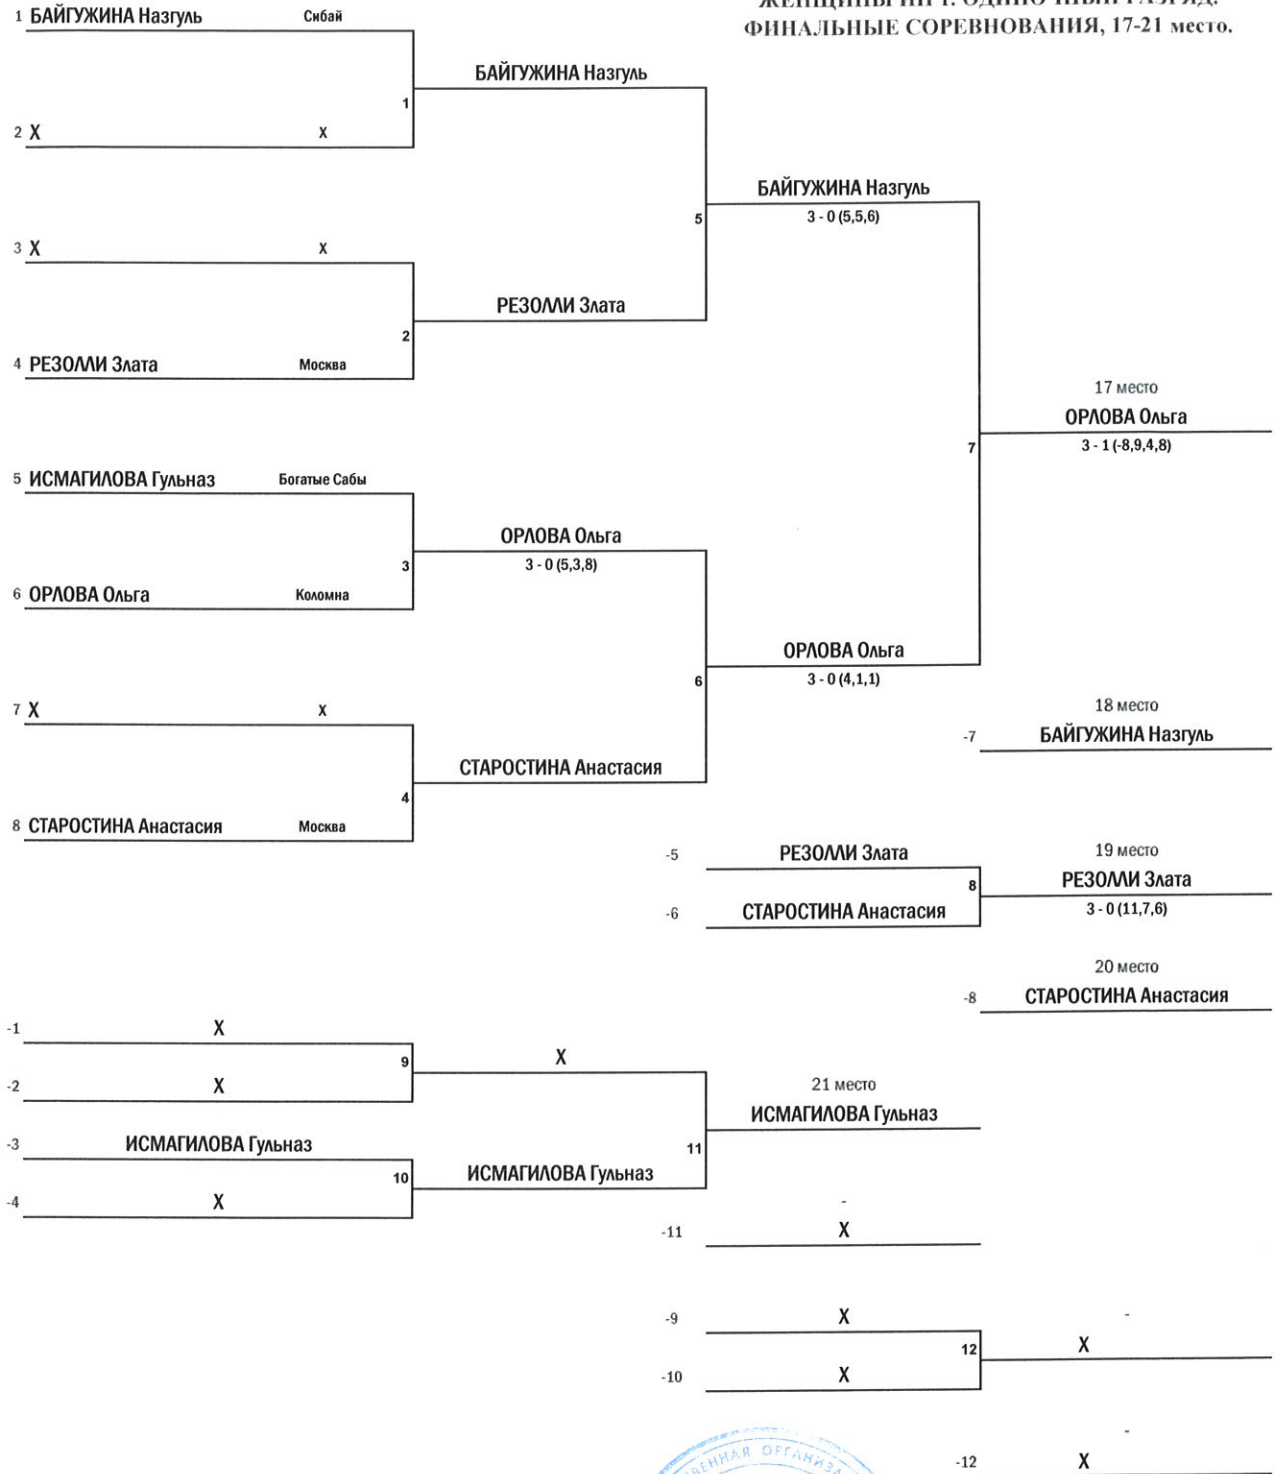 ЖЕНЩИНЫ ИН I. ОДИНОЧНЫЙ РАЗРЯД.
ФИНАЛЬНЫЕ СОРЕВНОВАНИЯ, 17-21 место.
1 БАЙГУЖИНА Назгуль Сибай
БАЙГУЖИНА Назгуль
1
2 X X
БАЙГУЖИНА Назгуль
5 3 - 0 (5,5,6)
3 X X
РЕЗОЛЛИ Злата
2
4 РЕЗОЛЛИ Злата Москва
17 место
ОРЛОВА Ольга
7 3 - 1 (-8,9,4,8)
5 ИСМАГИЛОВА Гульназ Богатые Сабы
ОРЛОВА Ольга
3 3 - 0 (5,3,8)
6 ОРЛОВА Ольга Коломна
ОРЛОВА Ольга
6 3 - 0 (4,1,1)
7 X X
18 место
-7 БАЙГУЖИНА Назгуль
СТАРОСТИНА Анастасия
4
8 СТАРОСТИНА Анастасия Москва
-5 РЕЗОЛЛИ Злата 19 место
8 РЕЗОЛЛИ Злата
-6 СТАРОСТИНА Анастасия 3 - 0 (11,7,6)
20 место
-8 СТАРОСТИНА Анастасия
-1 X
9 X
-2 X 21 место
ИСМАГИЛОВА Гульназ
-3 ИСМАГИЛОВА Гульназ 11
10 ИСМАГИЛОВА Гульназ
-4 X
-
-11 X
-9 X -
12 X
-10 X
-
-12 X